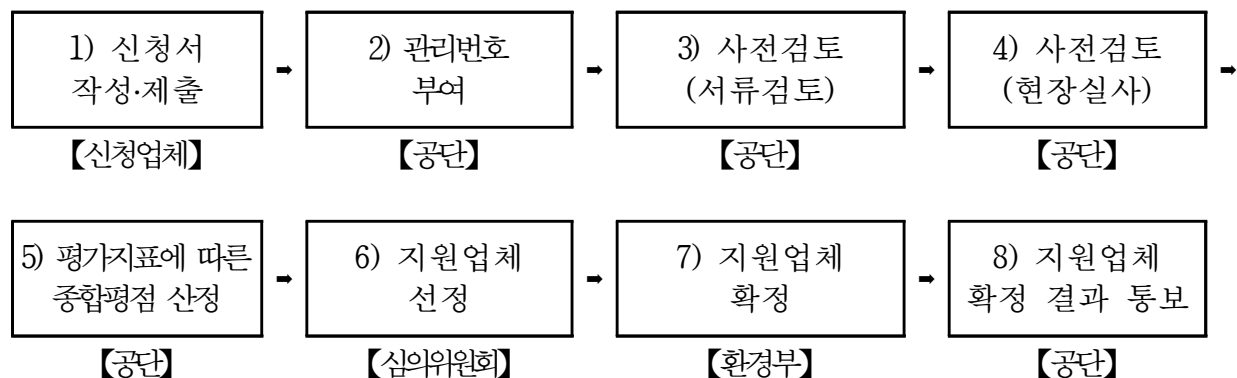 1) 신청서
작성·제출
➡
2) 관리번호
부여
➡
3) 사전검토
(서류검토)
➡
4) 사전검토
(현장실사)
➡
【신청업체】
【공단】
【공단】
【공단】
5) 평가지표에 따른
종합평점 산정
➡
6) 지원업체
선정
➡
7) 지원업체
확정
➡
8) 지원업체
확정 결과 통보
【공단】
【심의위원회】
【환경부】
【공단】